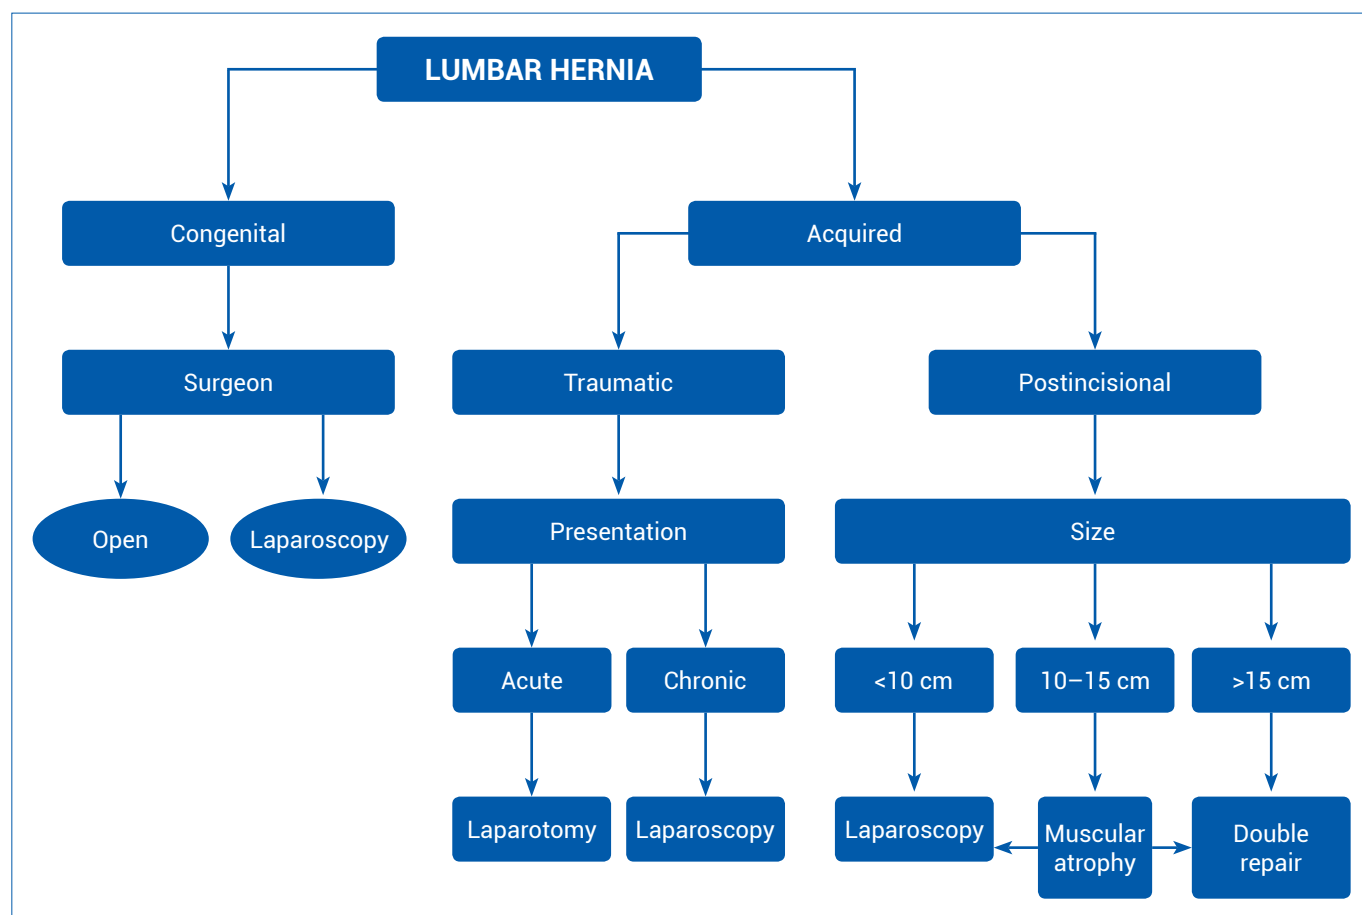 LUMBAR HERNIA
Congenital
Acquired
Surgeon
Traumatic
Postincisional
Open
Laparoscopy
Presentation
Size
Acute
Chronic
<10 cm
10–15 cm
>15 cm
Laparotomy
Laparoscopy
Laparoscopy
Muscular
atrophy
Double
repair